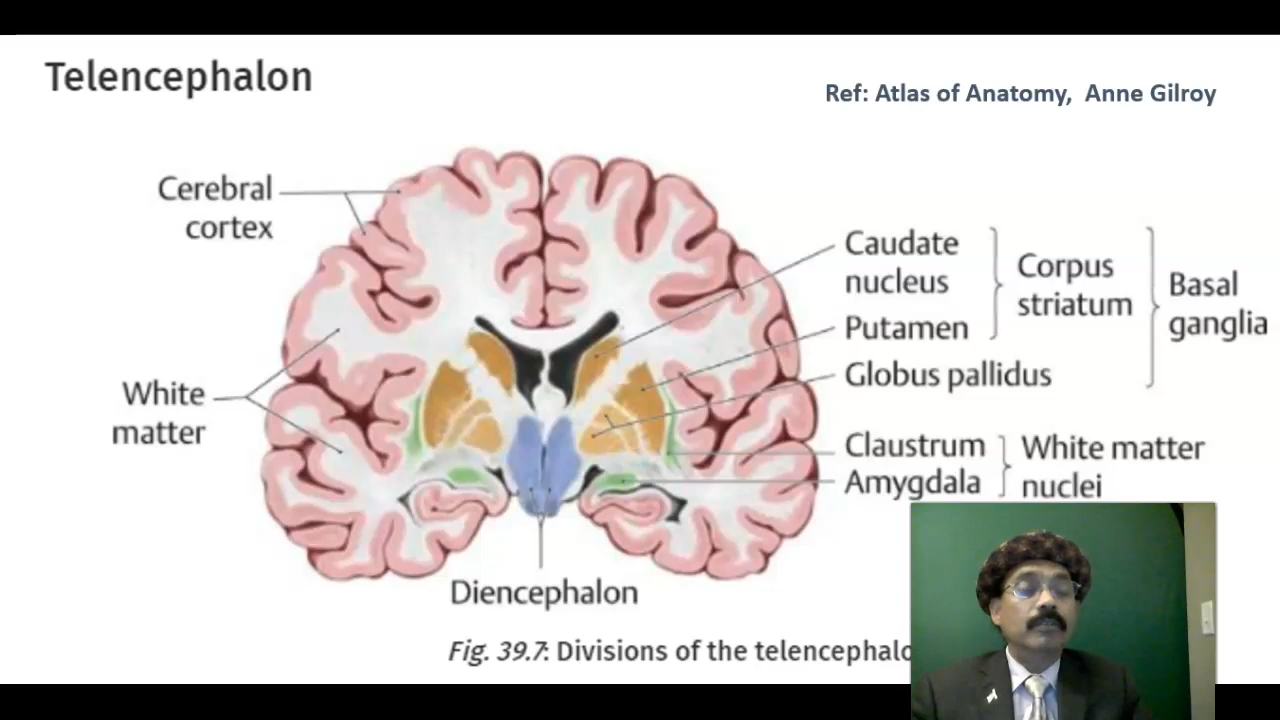 Telencephalon
Ref: Atlas of Anatomy, Anne Gilroy
Cerebral
cortex
White
matter
Caudate
nucleus
Putamen
Corpus
striatum
Globus pallidus
Basal
ganglia
Claustrum
Amygdala
White matter
nuclei
Diencephalon
Fig. 39.7: Divisions of the telencephalo